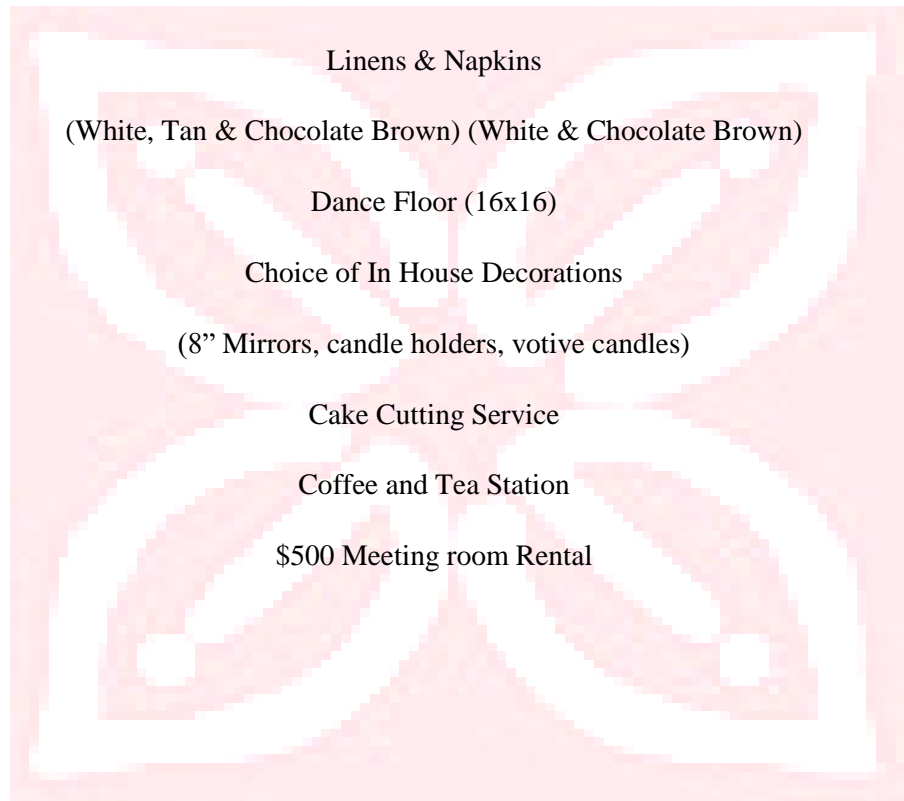 Linens & Napkins
(White, Tan & Chocolate Brown) (White & Chocolate Brown)
Dance Floor (16x16)
Choice of In House Decorations
(8” Mirrors, candle holders, votive candles)
Cake Cutting Service
Coffee and Tea Station
$500 Meeting room Rental